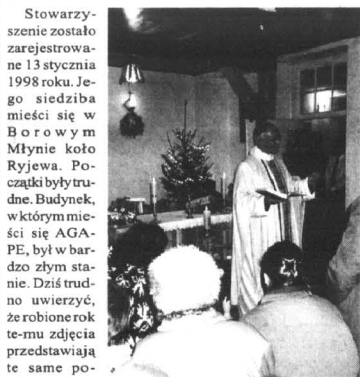 Stowarzy-
szenie zostało
zarejestrowa-
ne 13 stycznia
1998 roku. Je-
go siedziba
mieści się w
Borowym
Młynie koło
Ryjewa. Po-
czątki były tru-
dne. Budynek,
w którym mie-
ści się AGA-
PE, był w bar-
dzo złym sta-
nie. Dziś trud-
no uwierzyć,
że robione rok
te-mu zdjęcia
przedstawiają
te same po-